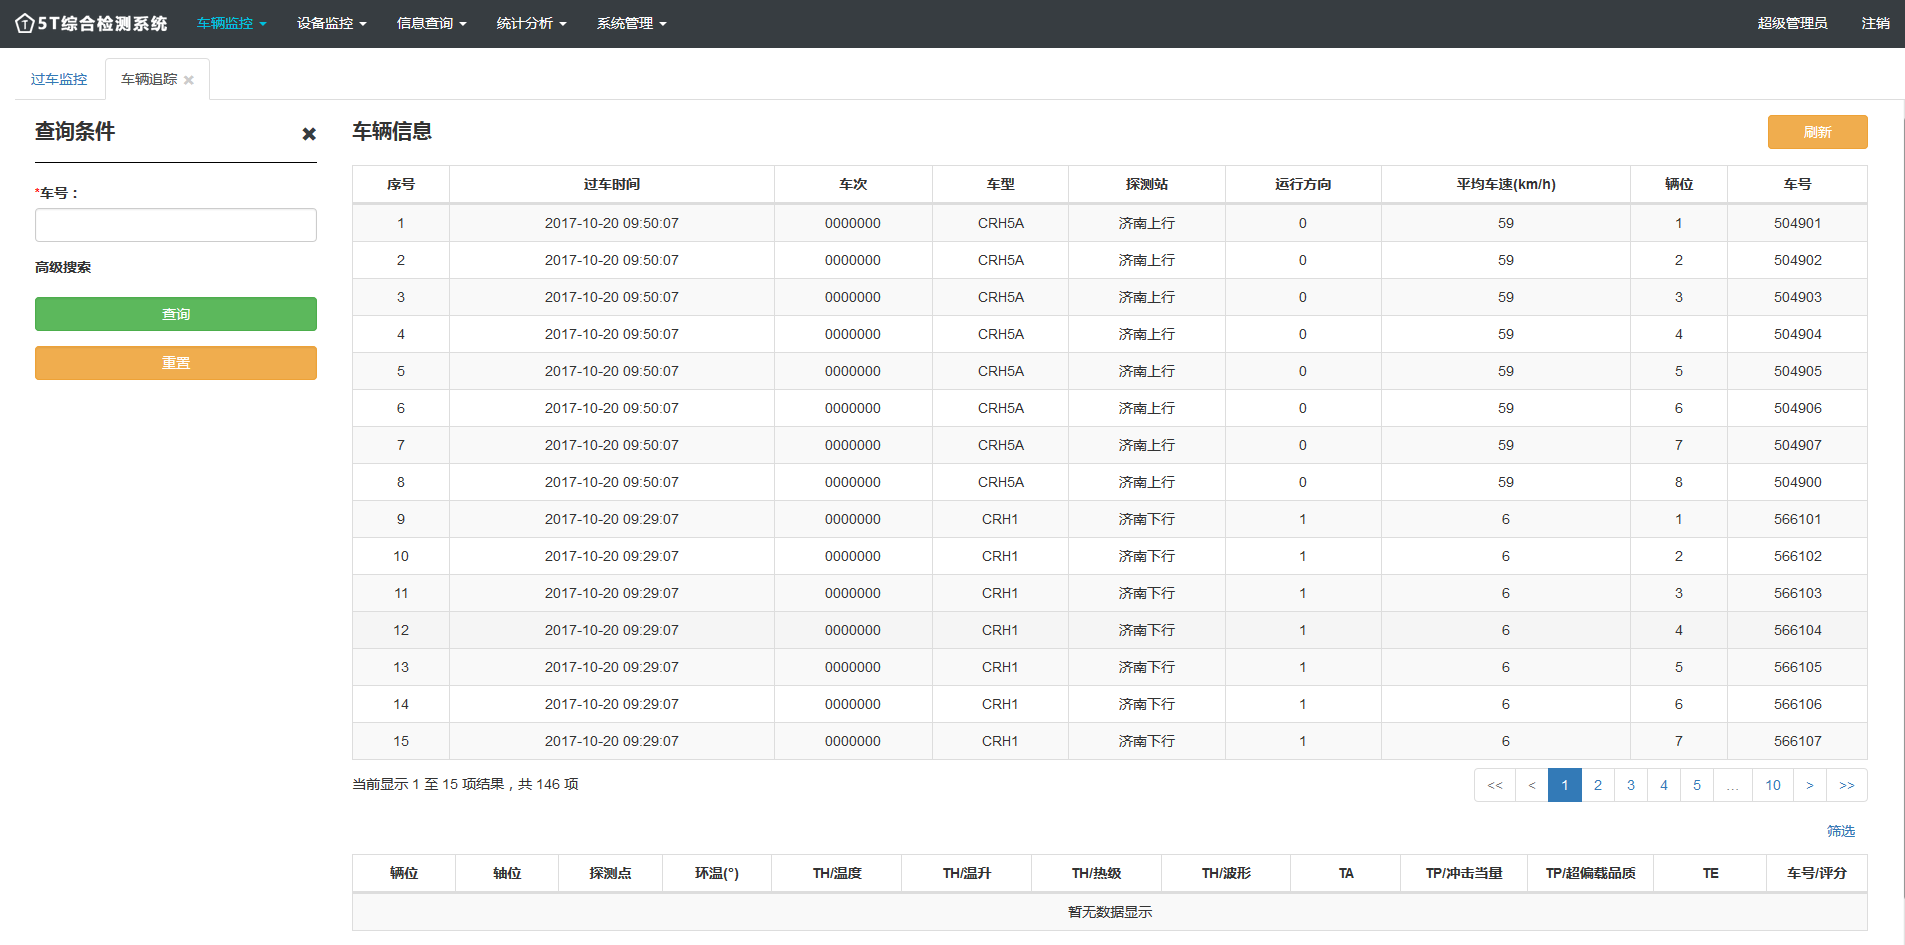 5T综合检测系统 车辆监控 设备监控 信息查询 统计分析 系统管理 超级管理员 注销
过车监控 车辆追踪 ×
查询条件 ×
*车号：
高级搜索
查询
重置
车辆信息 刷新
序号 过车时间 车次 车型 探测站 运行方向 平均车速(km/h) 辆位 车号
1 2017-10-20 09:50:07 0000000 CRH5A 济南上行 0 59 1 504901
2 2017-10-20 09:50:07 0000000 CRH5A 济南上行 0 59 2 504902
3 2017-10-20 09:50:07 0000000 CRH5A 济南上行 0 59 3 504903
4 2017-10-20 09:50:07 0000000 CRH5A 济南上行 0 59 4 504904
5 2017-10-20 09:50:07 0000000 CRH5A 济南上行 0 59 5 504905
6 2017-10-20 09:50:07 0000000 CRH5A 济南上行 0 59 6 504906
7 2017-10-20 09:50:07 0000000 CRH5A 济南上行 0 59 7 504907
8 2017-10-20 09:50:07 0000000 CRH5A 济南上行 0 59 8 504900
9 2017-10-20 09:29:07 0000000 CRH1 济南下行 1 6 1 566101
10 2017-10-20 09:29:07 0000000 CRH1 济南下行 1 6 2 566102
11 2017-10-20 09:29:07 0000000 CRH1 济南下行 1 6 3 566103
12 2017-10-20 09:29:07 0000000 CRH1 济南下行 1 6 4 566104
13 2017-10-20 09:29:07 0000000 CRH1 济南下行 1 6 5 566105
14 2017-10-20 09:29:07 0000000 CRH1 济南下行 1 6 6 566106
15 2017-10-20 09:29:07 0000000 CRH1 济南下行 1 6 7 566107
当前显示 1 至 15 项结果，共 146 项 << < 1 2 3 4 5 … 10 > >>
筛选
辆位 轴位 探测点 环温(°) TH/温度 TH/温升 TH/热级 TH/波形 TA TP/冲击当量 TP/超偏载品质 TE 车号/评分
暂无数据显示